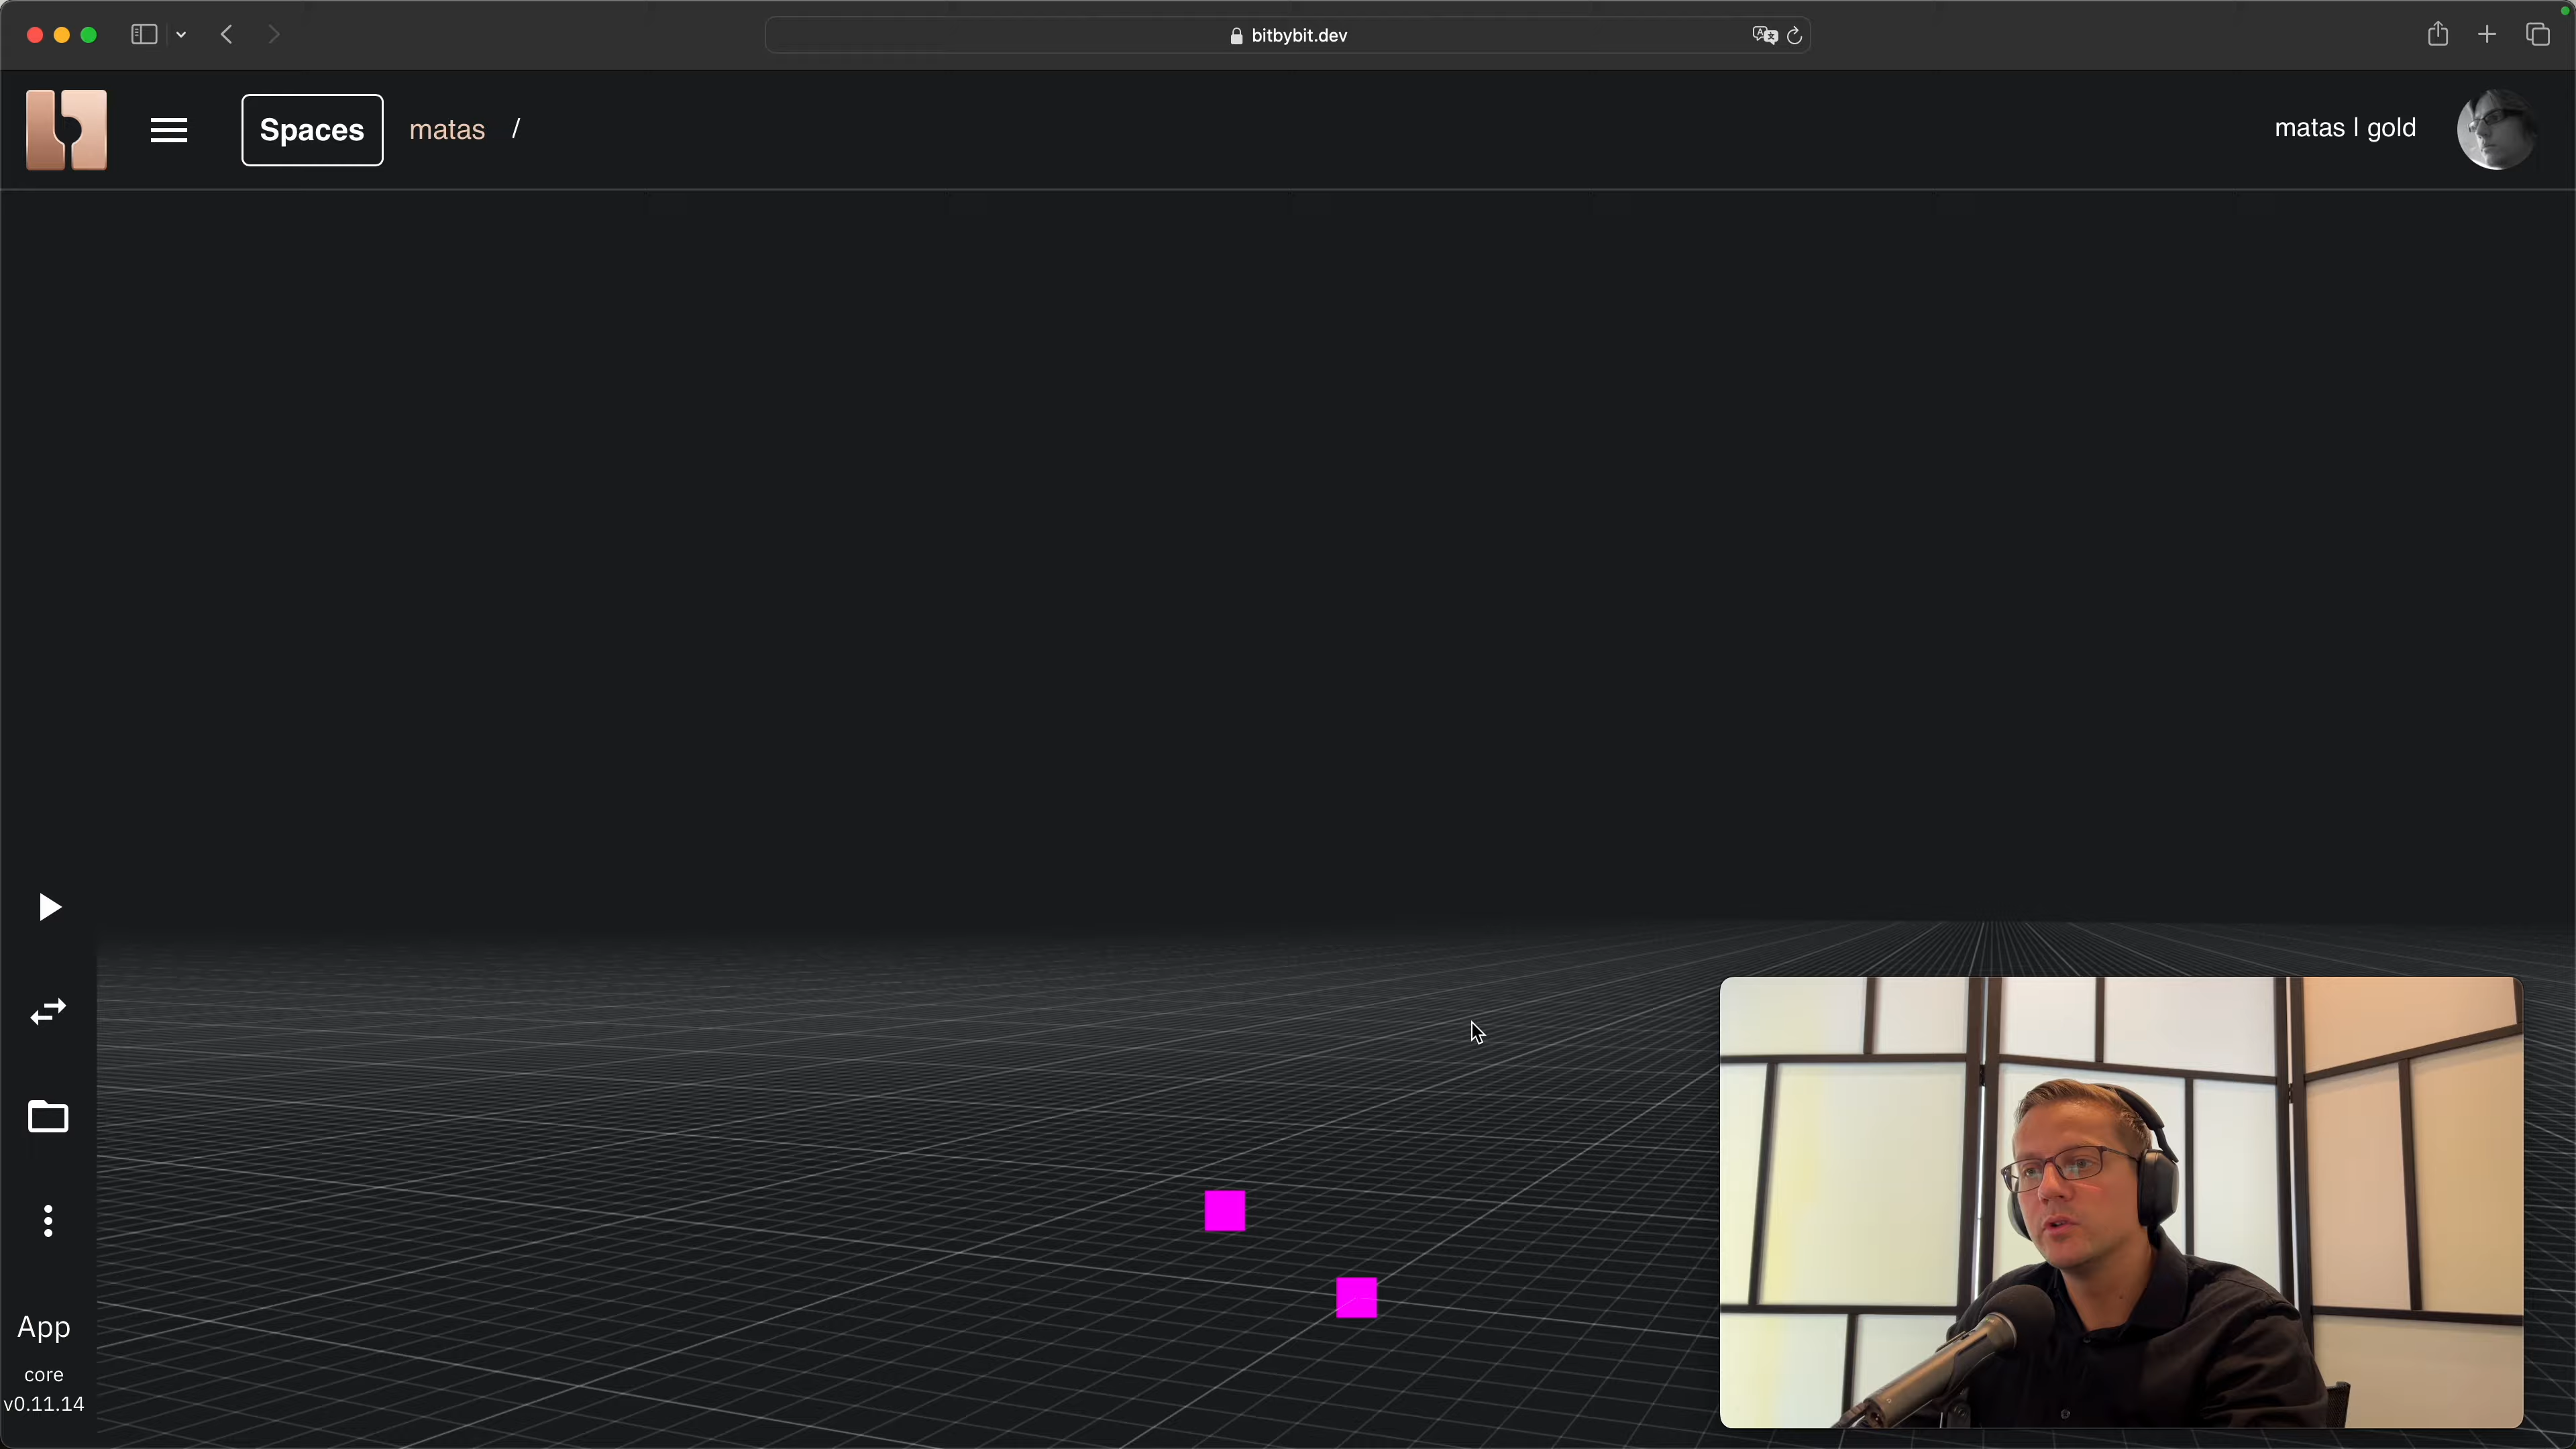 bitbybit.dev
Spaces matas /
matas | gold
App
core
v0.11.14